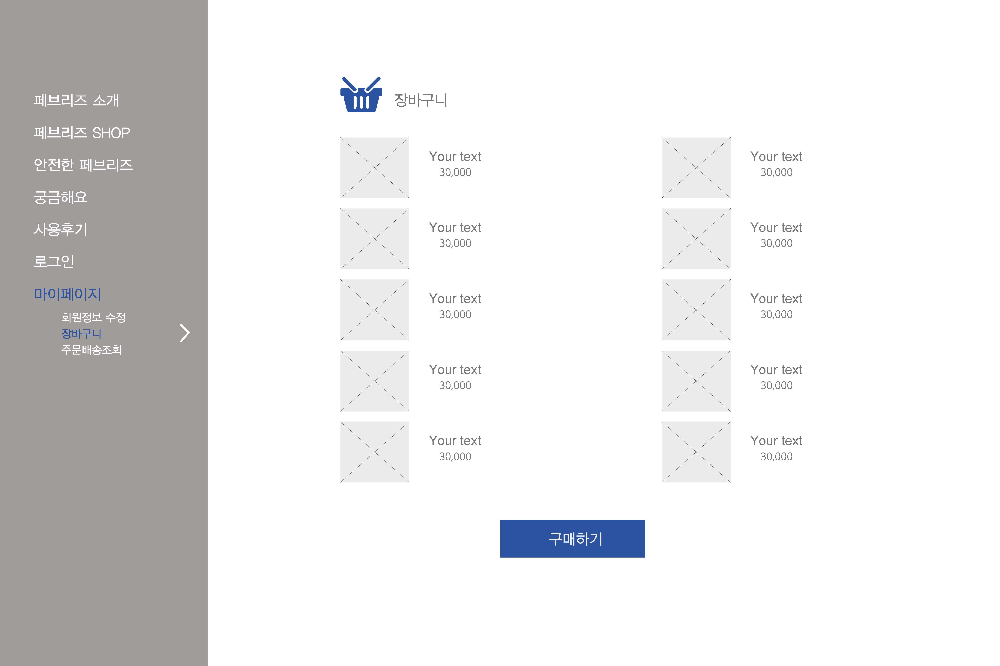 페브리즈 소개
페브리즈 SHOP
안전한 페브리즈
궁금해요
사용후기
로그인
마이페이지
회원정보 수정
장바구니
주문배송조회
장바구니
Your text
30,000
Your text
30,000
Your text
30,000
Your text
30,000
Your text
30,000
Your text
30,000
Your text
30,000
Your text
30,000
Your text
30,000
Your text
30,000
구매하기